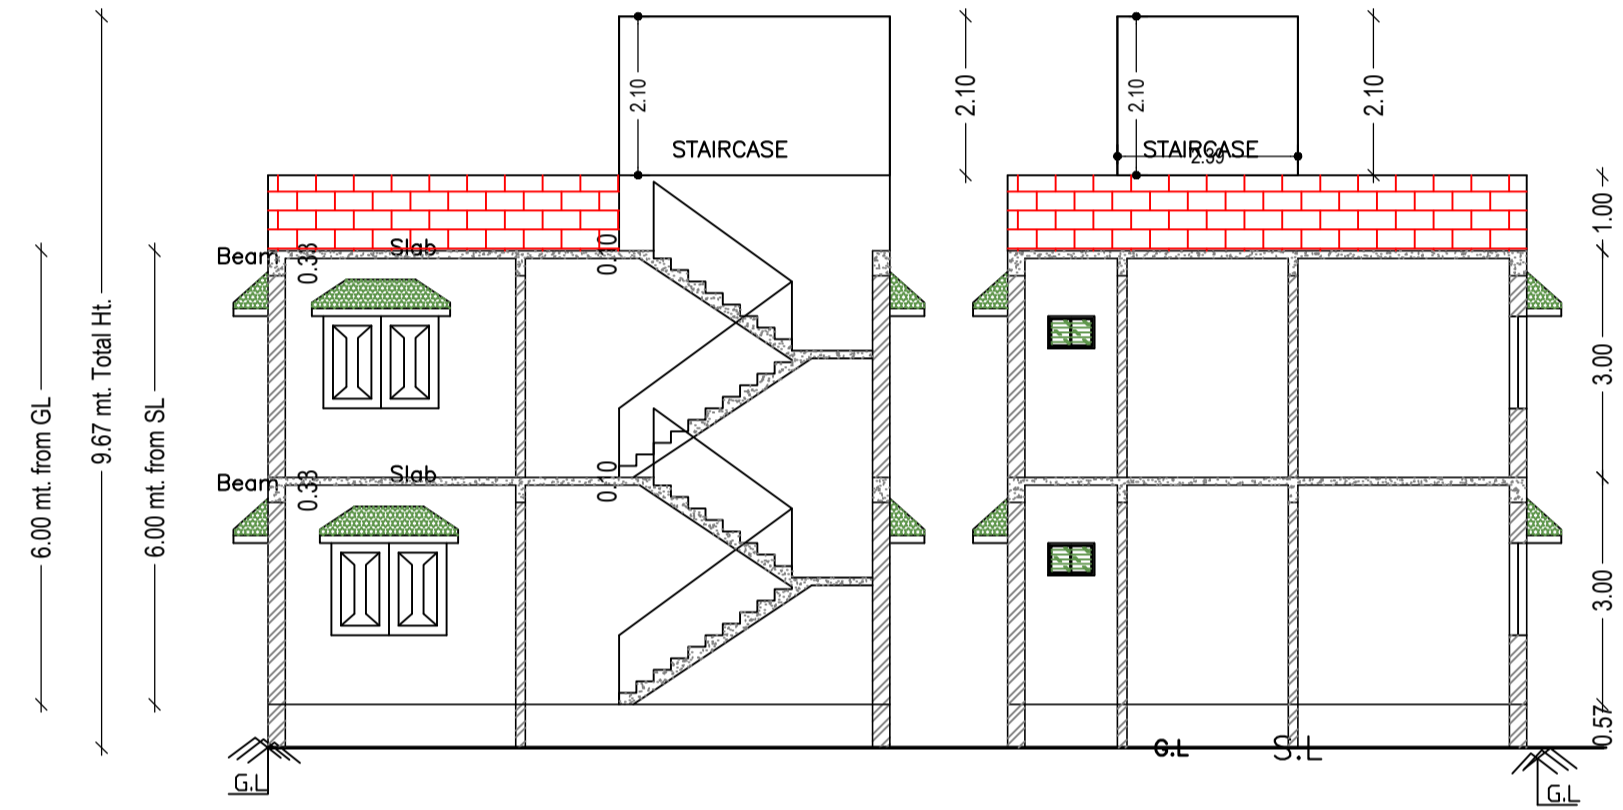 6.00 mt. from GL
9.67 mt. Total Ht.
6.00 mt. from SL
2.10
STAIRCASE
Beam
0.33
Slab
0.10
Beam
0.33
Slab
0.10
G.L
2.10
2.10
STAIRCASE
2.39
2.10
1.00
3.00
3.00
0.57
G.L
S.L
G.L